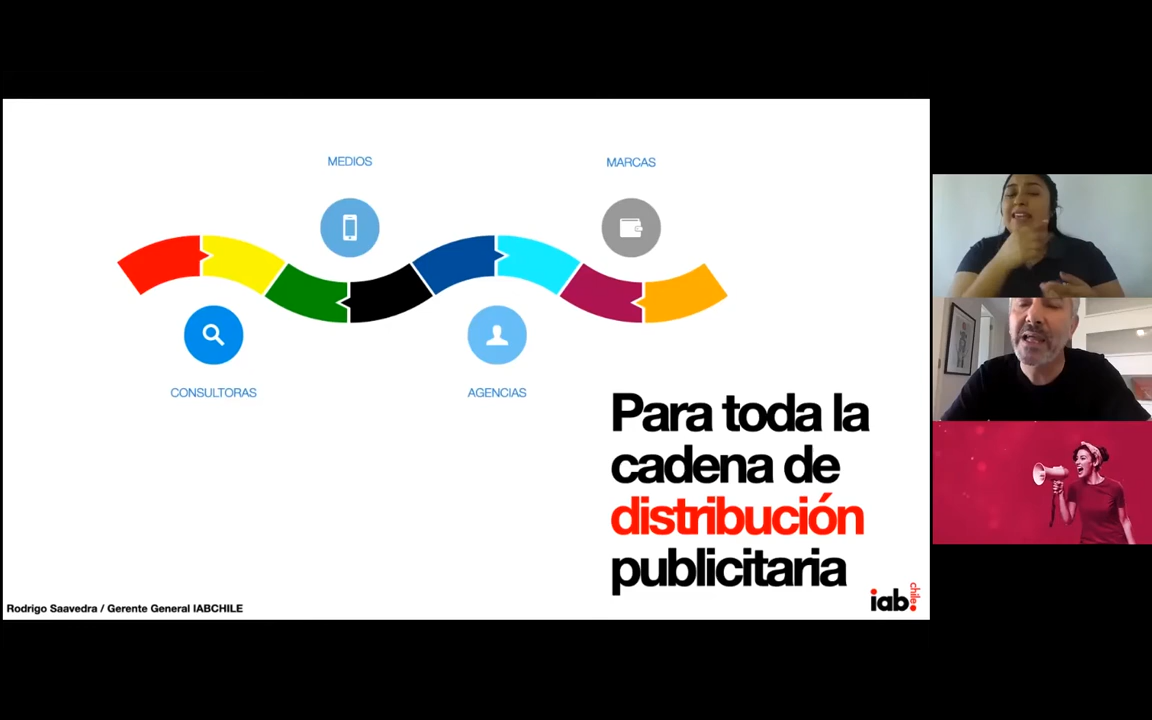 MEDIOS
MARCAS
CONSULTORAS
AGENCIAS
Para toda la
cadena de
distribución
publicitaria
Rodrigo Saavedra / Gerente General IABCHILE
iab.
chile